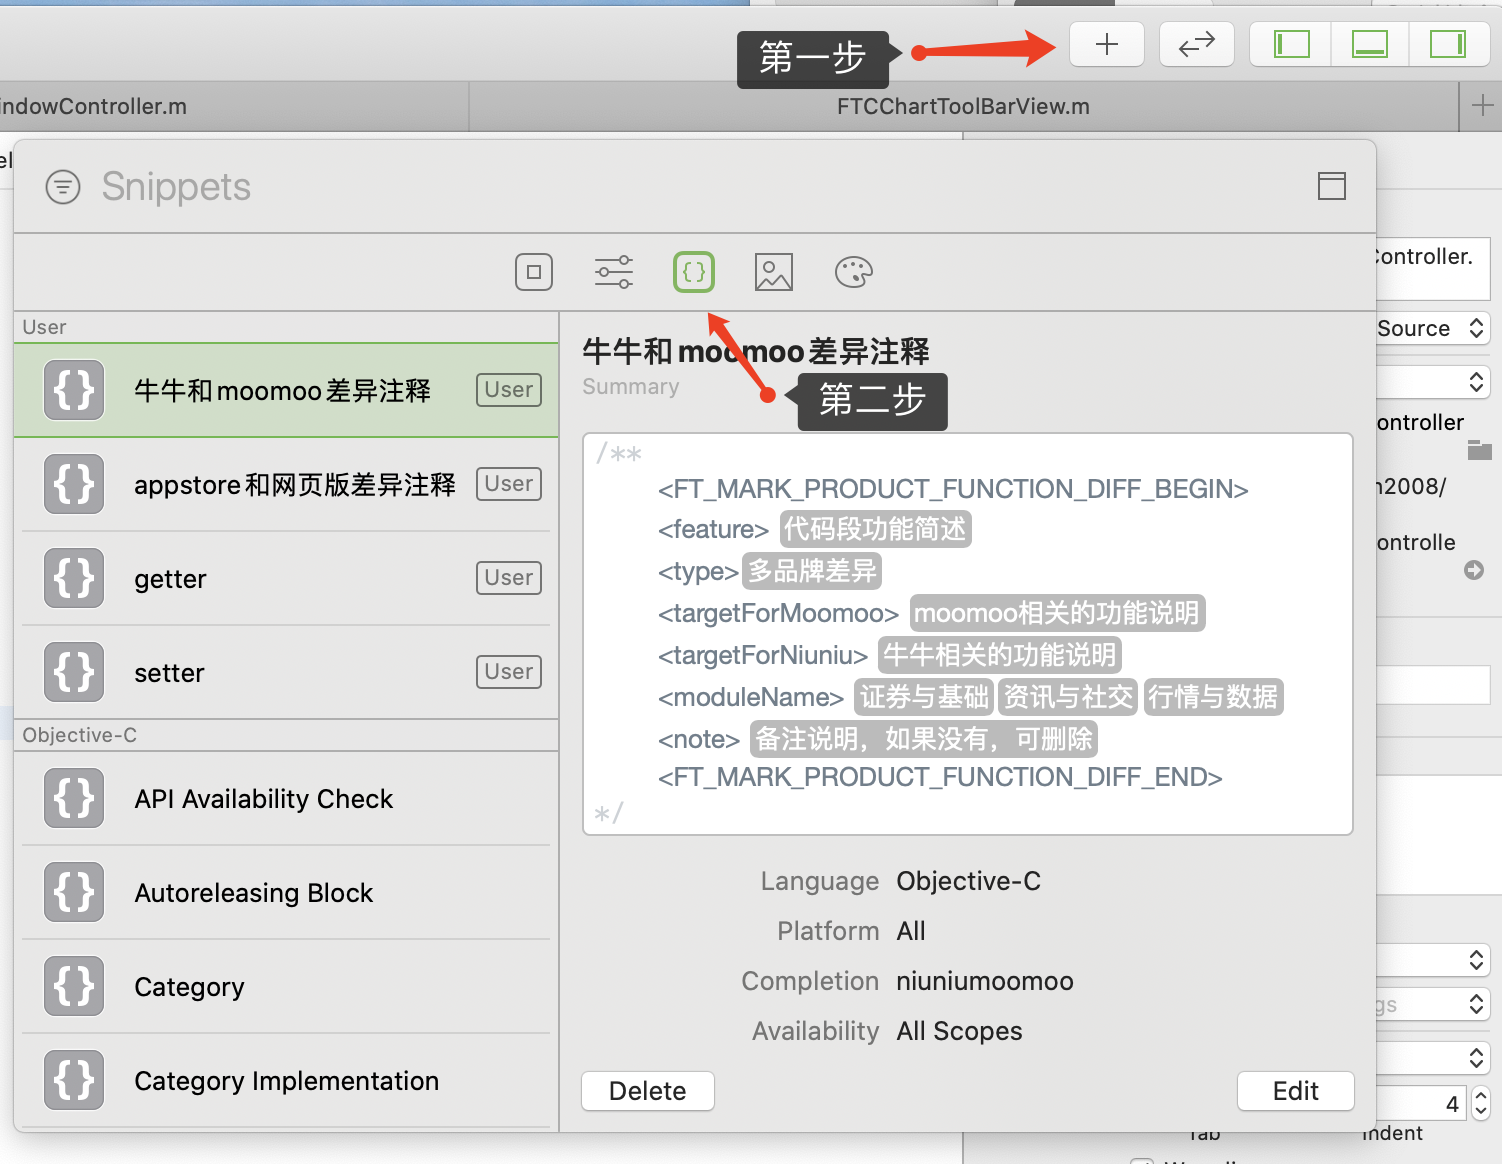 第一步
indowController.m
FTCChartToolBarView.m
el
Snippets
Controller.
Source
User
牛牛和moomoo差异注释
User
appstore和网页版差异注释
User
getter
User
setter
User
Objective-C
API Availability Check
Autoreleasing Block
Category
Category Implementation
牛牛和moomoo差异注释
Summary
第二步
/**
<FT_MARK_PRODUCT_FUNCTION_DIFF_BEGIN>
<feature> 代码段功能简述
<type> 多品牌差异
<targetForMoomoo> moomoo相关的功能说明
<targetForNiuniu> 牛牛相关的功能说明
<moduleName> 证券与基础 资讯与社交 行情与数据
<note> 备注说明，如果没有，可删除
<FT_MARK_PRODUCT_FUNCTION_DIFF_END>
*/
Language Objective-C
Platform All
Completion niuniumoomoo
Availability All Scopes
Delete
Edit
ontroller
n2008/
ontrolle
gs
4
Tab
Indent